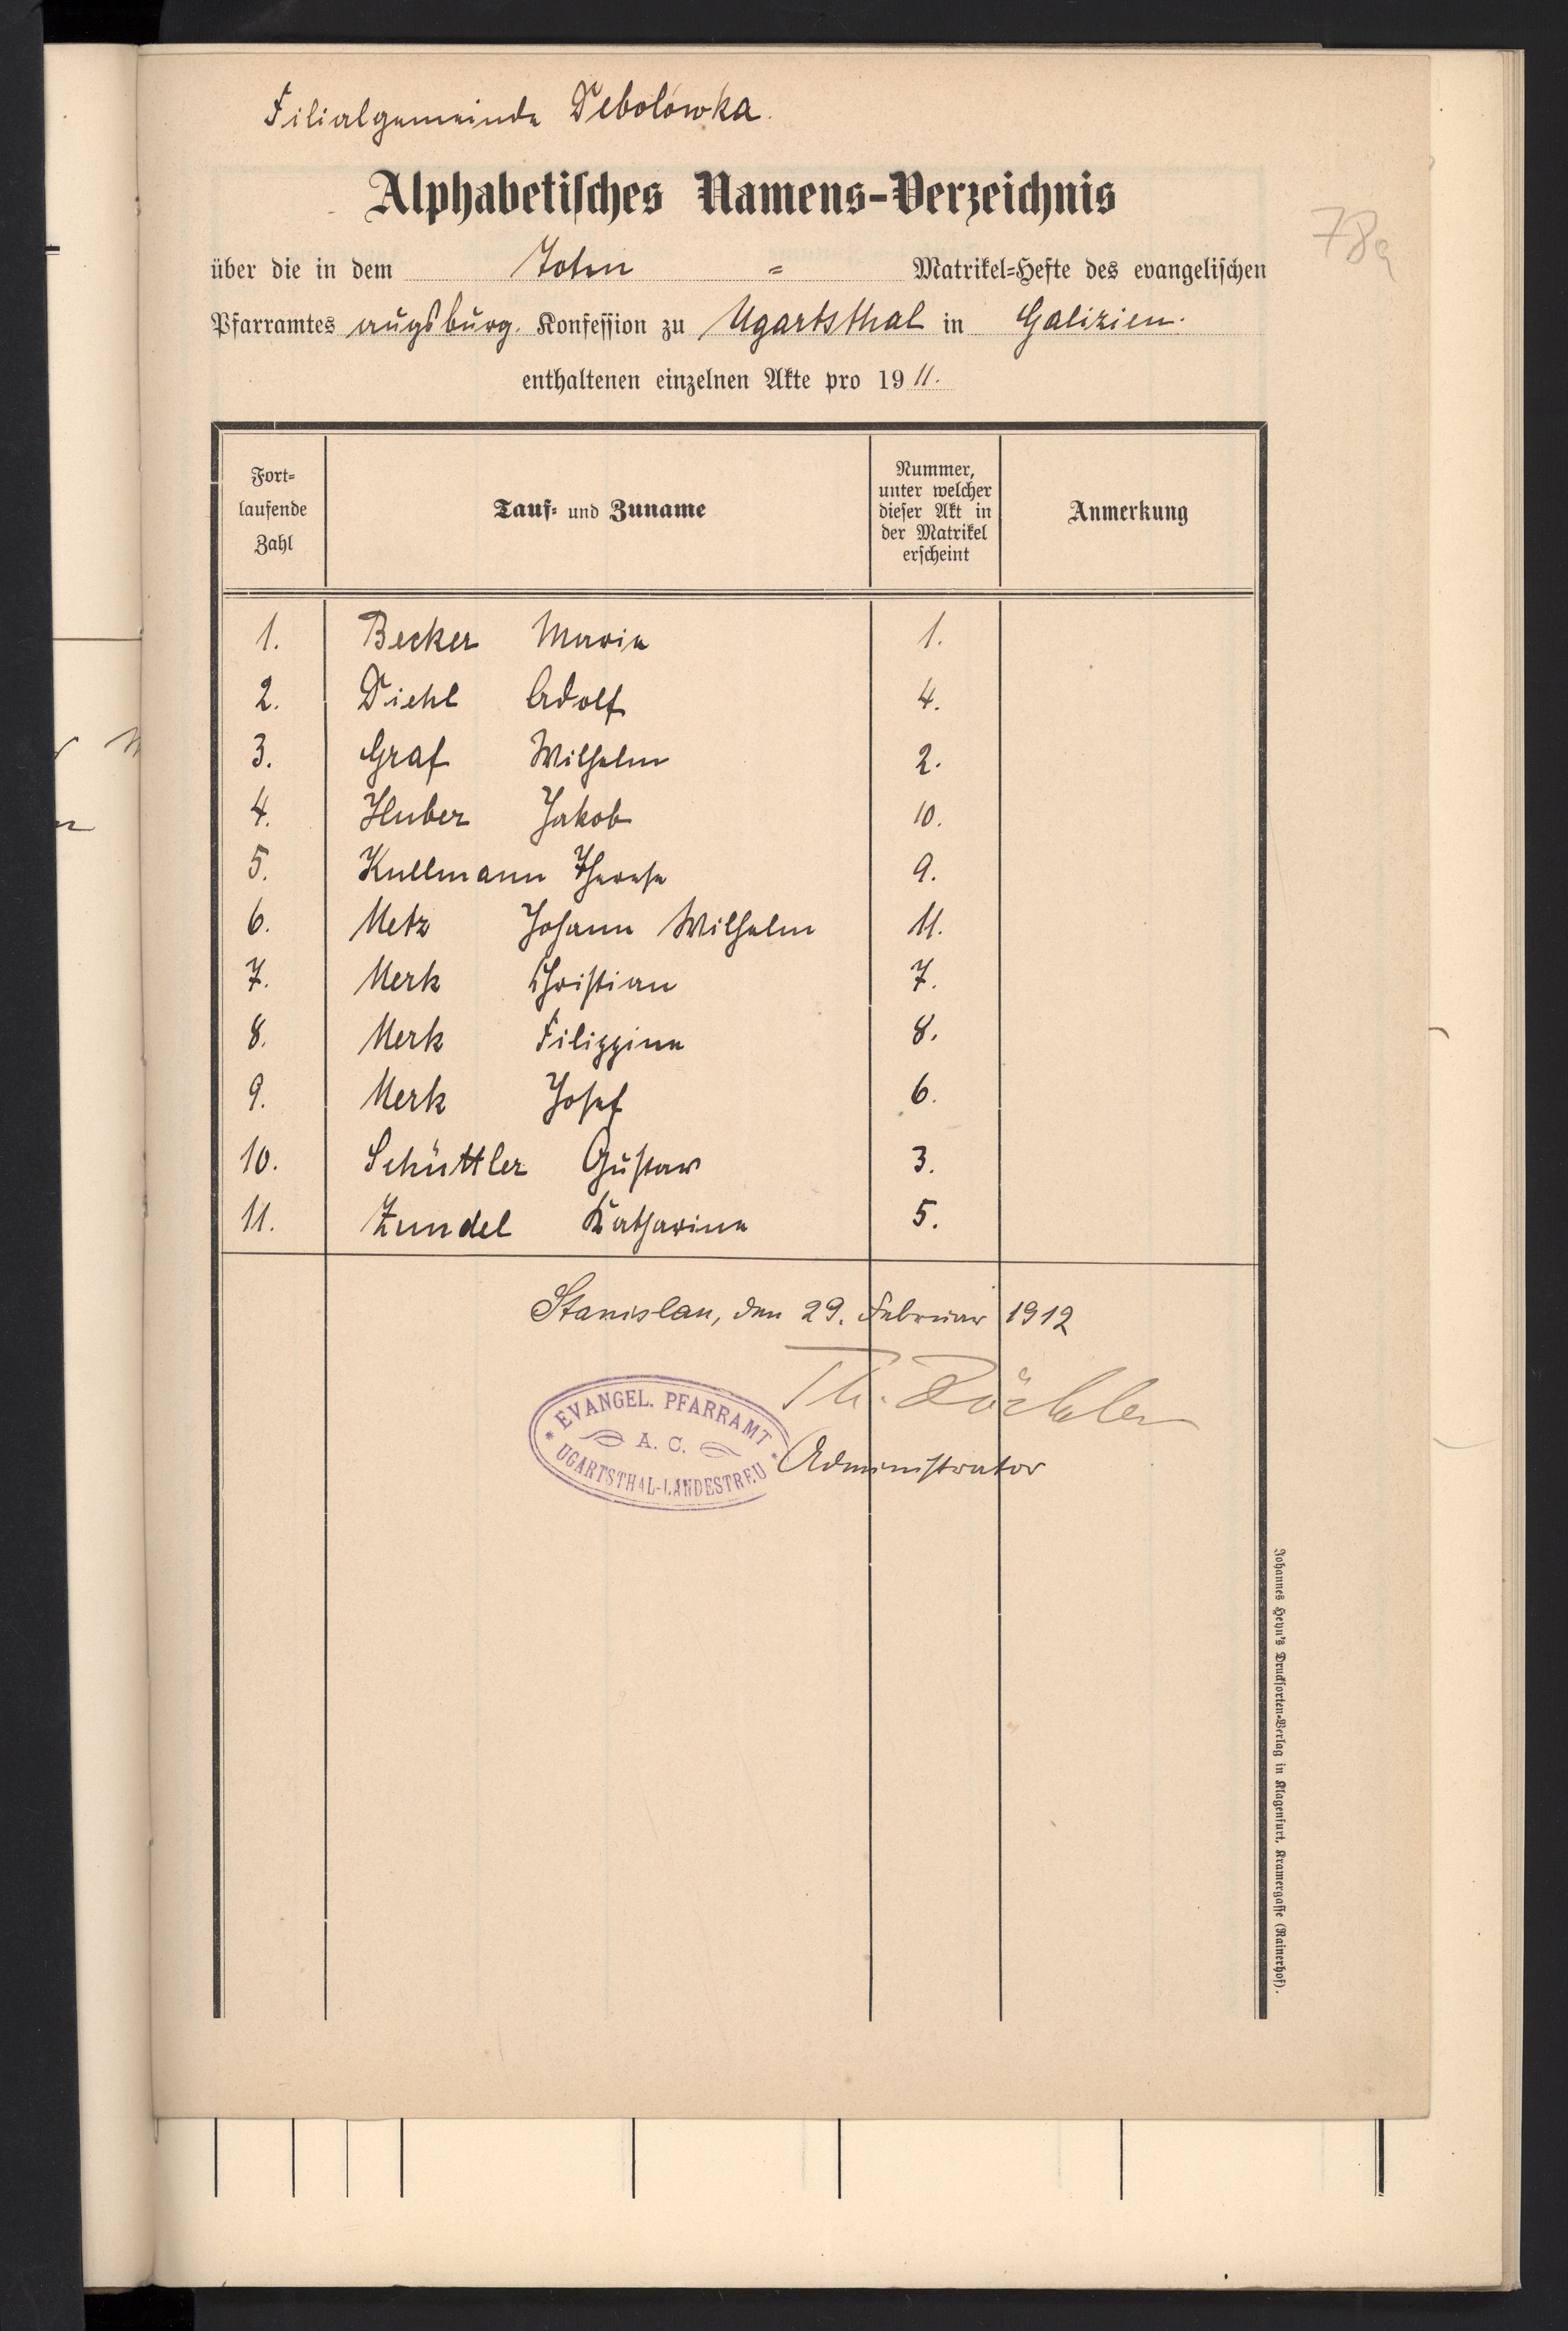 Filialgemeinde Debolówka.
78a
Alphabetisches Namens-Verzeichnis
über die in dem Toten = Matrikel=Hefte des evangelischen
Pfarramtes augsburg. Konfession zu Ugartsthal in Galizien.
enthaltenen einzelnen Akte pro 1911.
Fort=
laufende
Zahl
Tauf= und Zuname
Nummer,
unter welcher
dieser Akt in
der Matrikel
erscheint
Anmerkung
1. Becker Maria 1.
2. Diehl Adolf 4.
3. Graf Wilhelm 2.
4. Huber Jakob 10.
5. Kullmann Therese 9.
6. Metz Johann Wilhelm 11.
7. Merk Christian 7.
8. Merk Filippina 8.
9. Merk Josef 6.
10. Schüttler Gustav 3.
11. Zundel Katharina 5.
Stanislau, den 29. Februar 1912
Th. Zöckler
Administrator
EVANGEL. PFARRAMT
A. C.
UGARTSTHAL-LANDESTREU
Johannes Heyn's Drucksorten=Verlag in Klagenfurt, Kramergasse (Rainerhof).